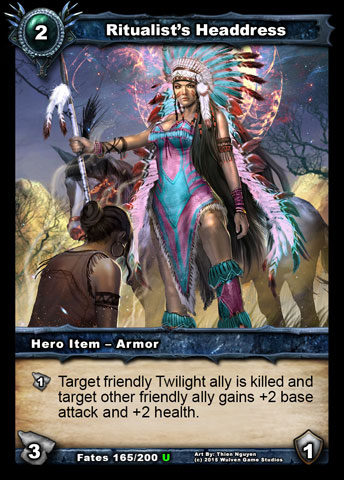 2
Ritualist's Headdress
Hero Item – Armor
1 Target friendly Twilight ally is killed and
target other friendly ally gains +2 base
attack and +2 health.
3
Fates 165/200 U
Art By: Thien Nguyen
(c) 2015 Wulven Game Studios
1